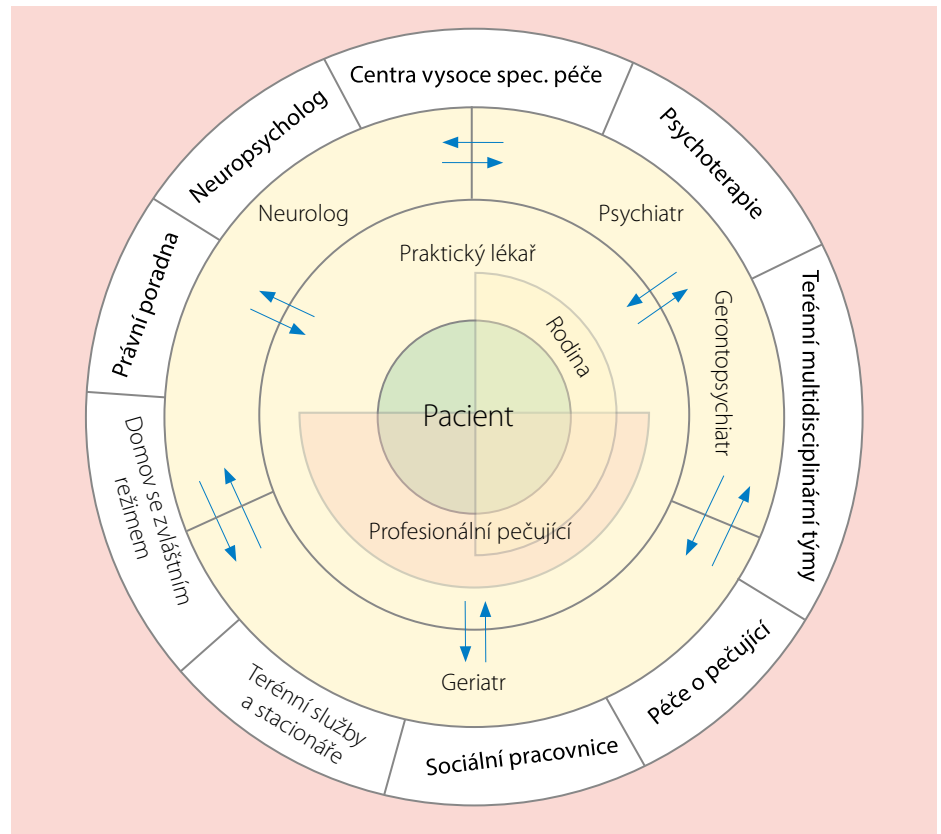 Centra vysoce spec. péče
Neuropsycholog
Psychoterapie
Neurolog
Psychiatr
Praktický lékař
Právní poradna
Rodina
Gerontopsychiatr
Terénní multidisciplinární týmy
Pacient
Domov se zvláštním
režimem
Profesionální pečující
Geriatr
Péče o pečující
Terénní služby
a stacionáře
Sociální pracovnice